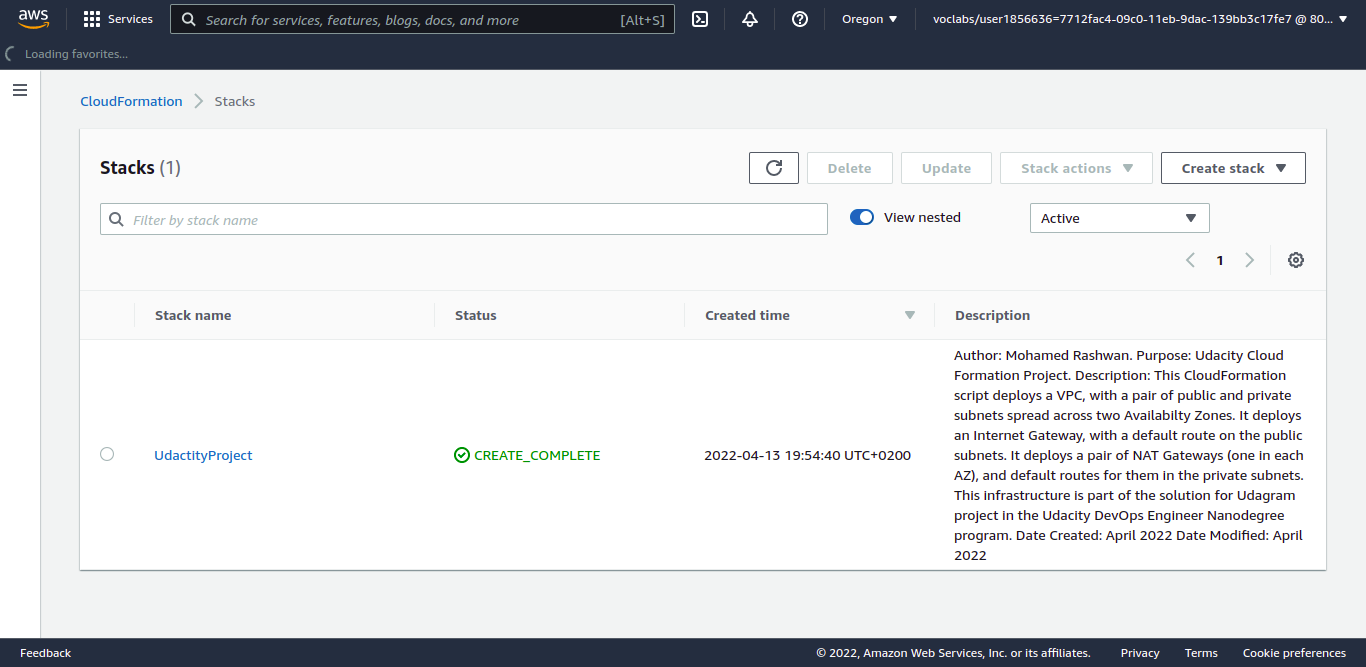 aws
Services
Search for services, features, blogs, docs, and more
[Alt+S]
Oregon
voclabs/user1856636=7712fac4-09c0-11eb-9dac-139bb3c17fe7 @ 80...
Loading favorites...
CloudFormation
Stacks
Stacks (1)
Delete
Update
Stack actions
Create stack
Filter by stack name
View nested
Active
1
Stack name
Status
Created time
Description
UdactityProject
CREATE_COMPLETE
2022-04-13 19:54:40 UTC+0200
Author: Mohamed Rashwan. Purpose: Udacity Cloud
Formation Project. Description: This CloudFormation
script deploys a VPC, with a pair of public and private
subnets spread across two Availabilty Zones. It deploys
an Internet Gateway, with a default route on the public
subnets. It deploys a pair of NAT Gateways (one in each
AZ), and default routes for them in the private subnets.
This infrastructure is part of the solution for Udagram
project in the Udacity DevOps Engineer Nanodegree
program. Date Created: April 2022 Date Modified: April
2022
Feedback
© 2022, Amazon Web Services, Inc. or its affiliates.
Privacy
Terms
Cookie preferences